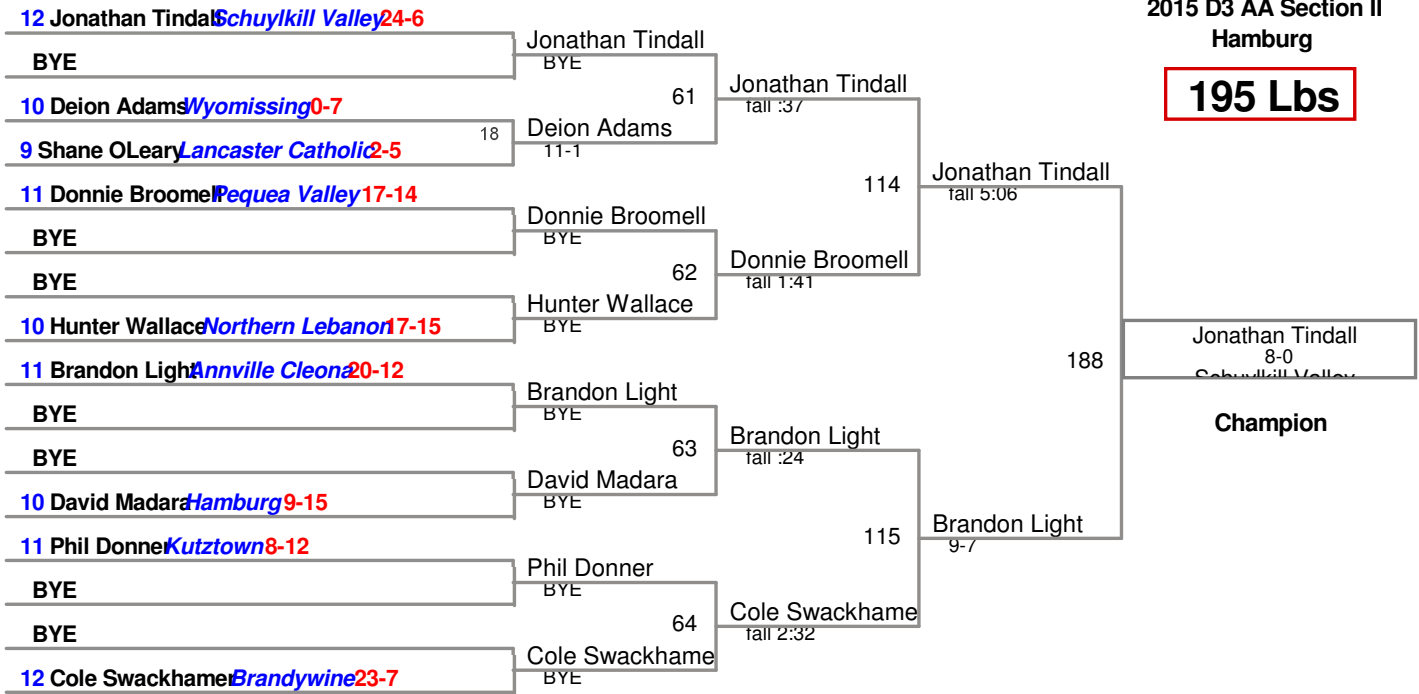 2015 D3 AA Section II
Hamburg
195 Lbs
12 Jonathan Tindall Schuylkill Valley 24-6
BYE
10 Deion Adams Wyomissing 0-7
9 Shane OLeary Lancaster Catholic 2-5
11 Donnie Broomell Pequea Valley 17-14
BYE
BYE
10 Hunter Wallace Northern Lebanon 17-15
11 Brandon Light Annville Cleona 20-12
BYE
BYE
10 David Madara Hamburg 9-15
11 Phil Donner Kutztown 8-12
BYE
BYE
12 Cole Swackhamer Brandywine 23-7
18
Jonathan Tindall
BYE
61
Deion Adams
11-1
Donnie Broomell
BYE
62
Hunter Wallace
BYE
Brandon Light
BYE
63
David Madara
BYE
Phil Donner
BYE
64
Cole Swackhame
BYE
Jonathan Tindall
fall :37
114
Donnie Broomell
fall 1:41
Brandon Light
fall :24
115
Cole Swackhame
fall 2:32
Jonathan Tindall
fall 5:06
188
Brandon Light
9-7
Jonathan Tindall
8-0
Schuylkill Valley
Champion